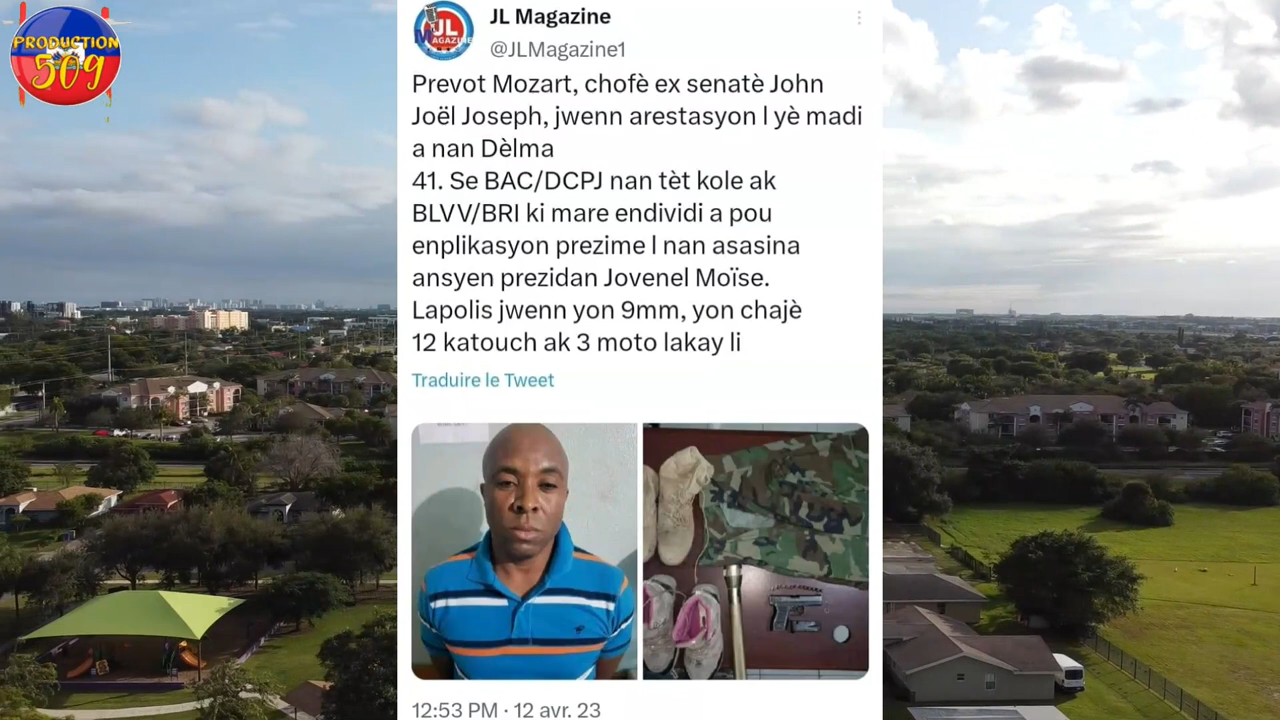 PRODUCTION
509
JL
MAGAZINE
JL Magazine
@JLMagazine1
Prevot Mozart, chofè ex senatè John
Joël Joseph, jwenn arestasyon l yè madi
a nan Dèlma
41. Se BAC/DCPJ nan tèt kole ak
BLVV/BRI ki mare endividi a pou
enplikasyon prezime l nan asasina
ansyen prezidan Jovenel Moïse.
Lapolis jwenn yon 9mm, yon chajè
12 katouch ak 3 moto lakay li
Traduire le Tweet
12:53 PM · 12 avr. 23